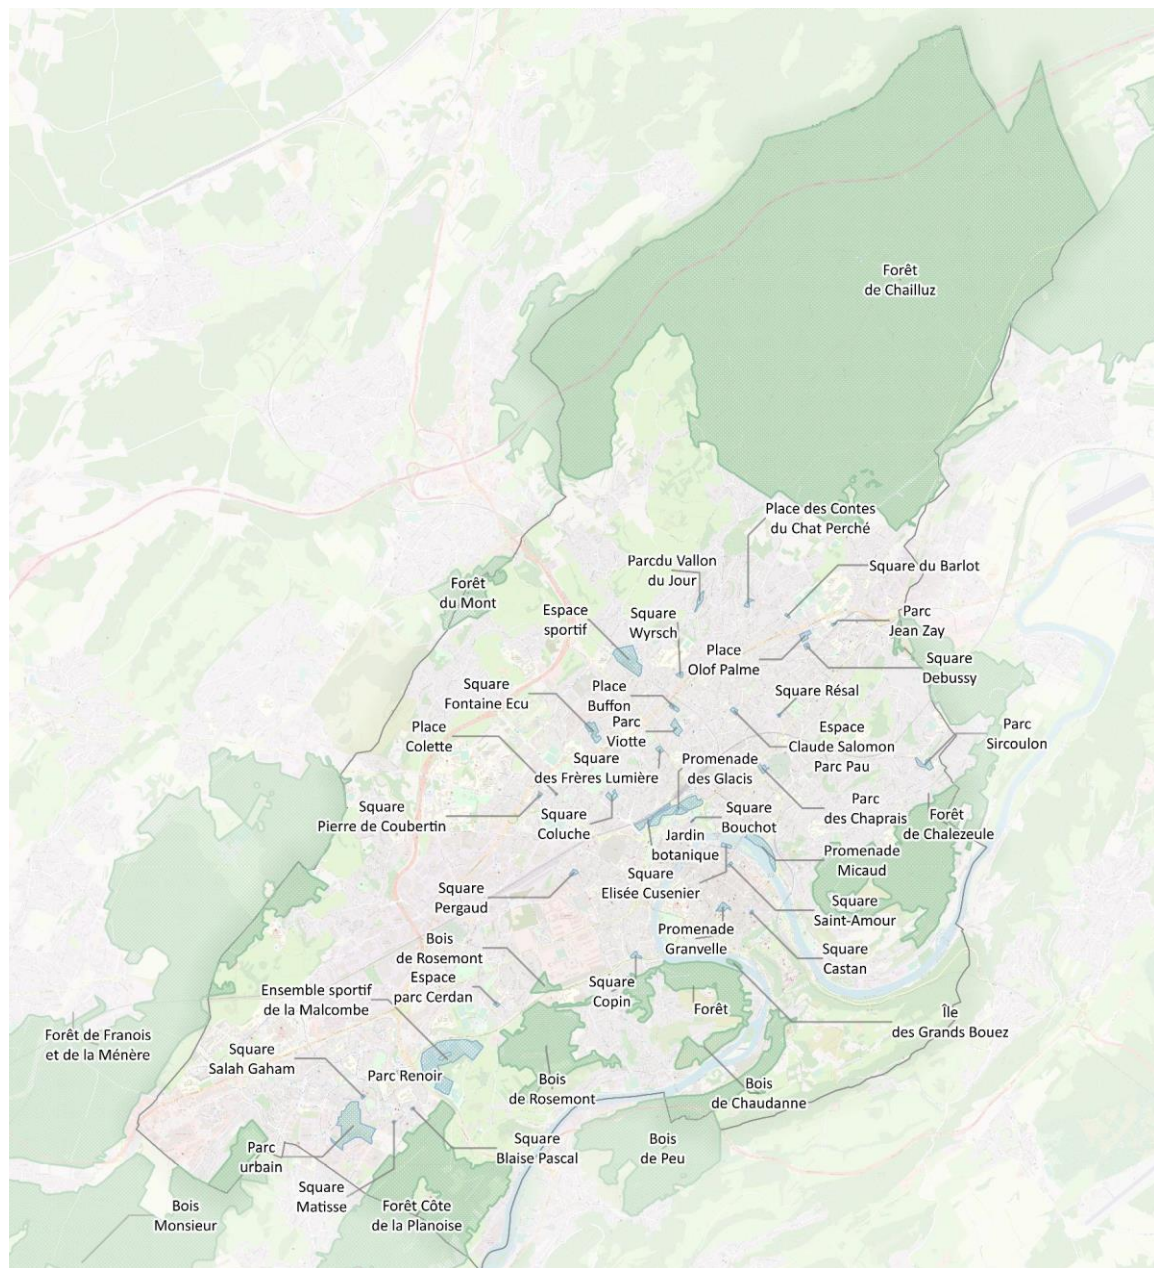 Forêt
de Chailluz
Place des Contes
du Chat Perché
Parcdu Vallon
du Jour
Square du Barlot
Forêt
du Mont
Espace
sportif
Square
Wyrsch
Parc
Jean Zay
Place
Olof Palme
Square
Debussy
Square
Fontaine Ecu
Place
Buffon
Square Résal
Place
Colette
Parc
Viotte
Espace
Claude Salomon
Parc Pau
Parc
Sircoulon
Square
des Frères Lumière
Promenade
des Glacis
Square
Pierre de Coubertin
Square
Coluche
Square
Bouchot
Parc
des Chaprais
Forêt
de Chalezeule
Jardin
botanique
Promenade
Micaud
Square
Elisée Cusenier
Square
Pergaud
Square
Saint-Amour
Promenade
Granvelle
Square
Castan
Bois
de Rosemont
Espace
parc Cerdan
Square
Copin
Ensemble sportif
de la Malcombe
Forêt
Île
des Grands Bouez
Forêt de Franois
et de la Ménère
Square
Salah Gaham
Parc Renoir
Bois
de Rosemont
Bois
de Chaudanne
Parc
urbain
Square
Blaise Pascal
Bois
de Peu
Square
Matisse
Bois
Monsieur
Forêt Côte
de la Planoise